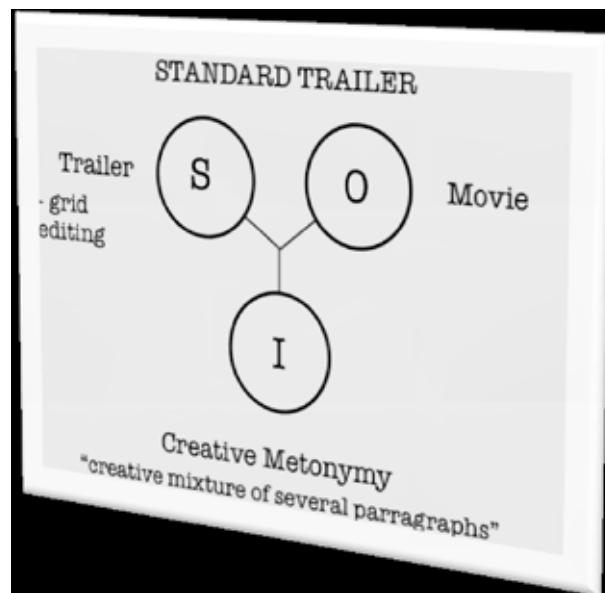 STANDARD TRAILER
Trailer
- grid
editing
S
O
Movie
I
Creative Metonymy
"creative mixture of several parragraphs"